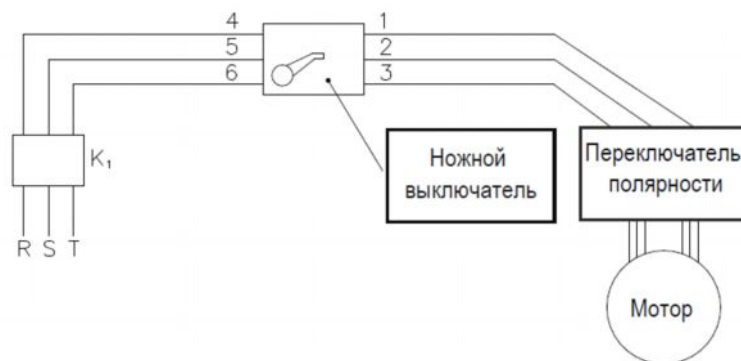 4
5
6
1
2
3
K₁
R S T
Ножной
выключатель
Переключатель
полярности
Мотор